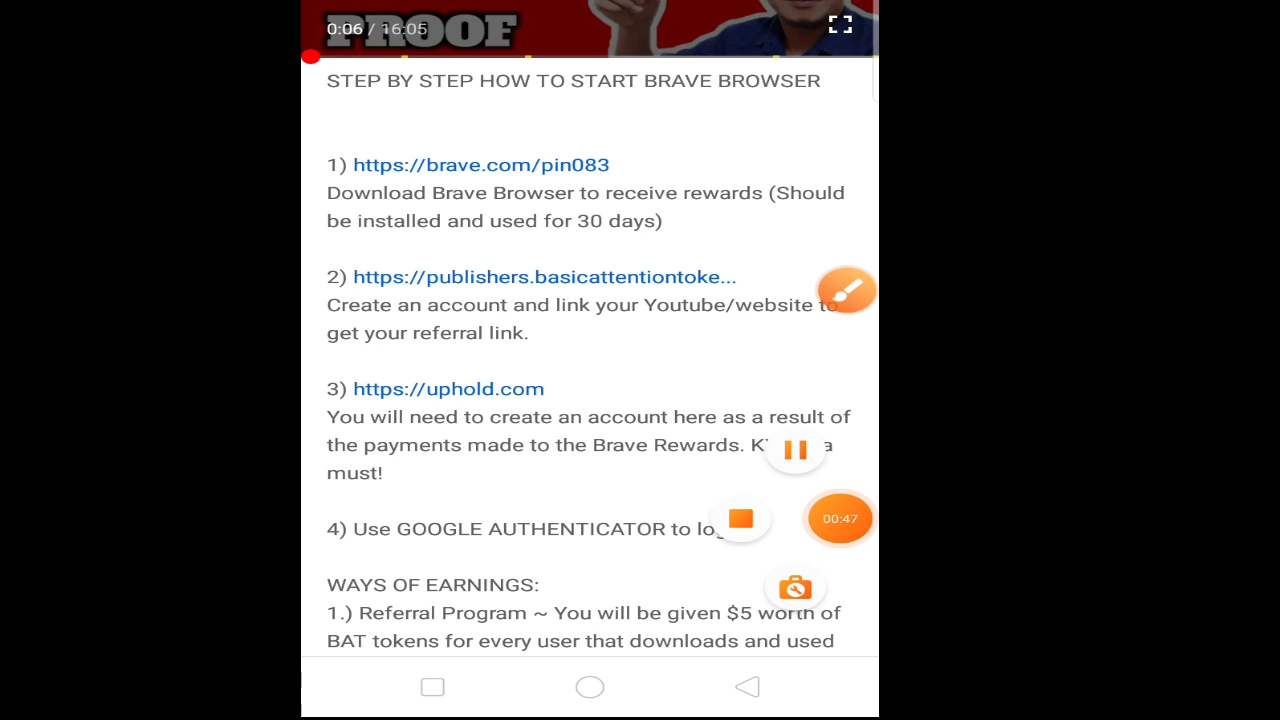 PROOF
0:06 / 16:05
STEP BY STEP HOW TO START BRAVE BROWSER
1) https://brave.com/pin083
Download Brave Browser to receive rewards (Should
be installed and used for 30 days)
2) https://publishers.basicattentiontoke...
Create an account and link your Youtube/website to
get your referral link.
3) https://uphold.com
You will need to create an account here as a result of
the payments made to the Brave Rewards. a
must!
4) Use GOOGLE AUTHENTICATOR to
00:47
WAYS OF EARNINGS:
1.) Referral Program ~ You will be given $5 worth of
BAT tokens for every user that downloads and used